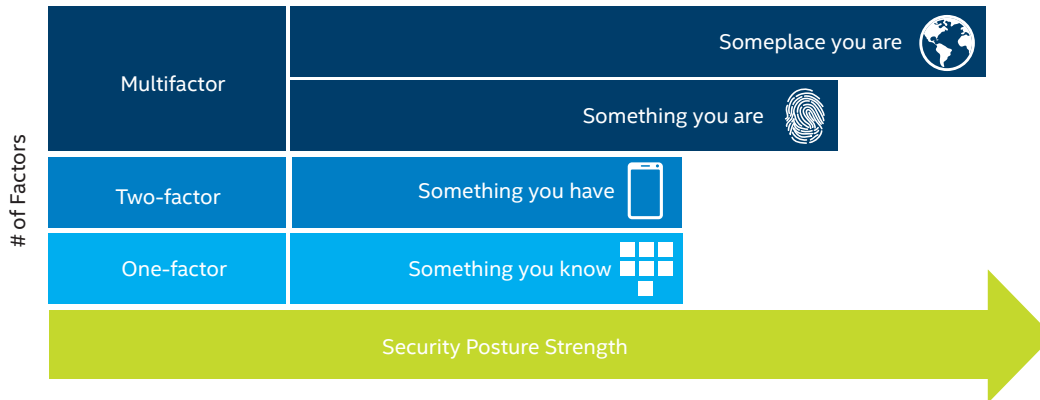 Someplace you are
Multifactor
Something you are
# of Factors
Two-factor
Something you have
One-factor
Something you know
Security Posture Strength